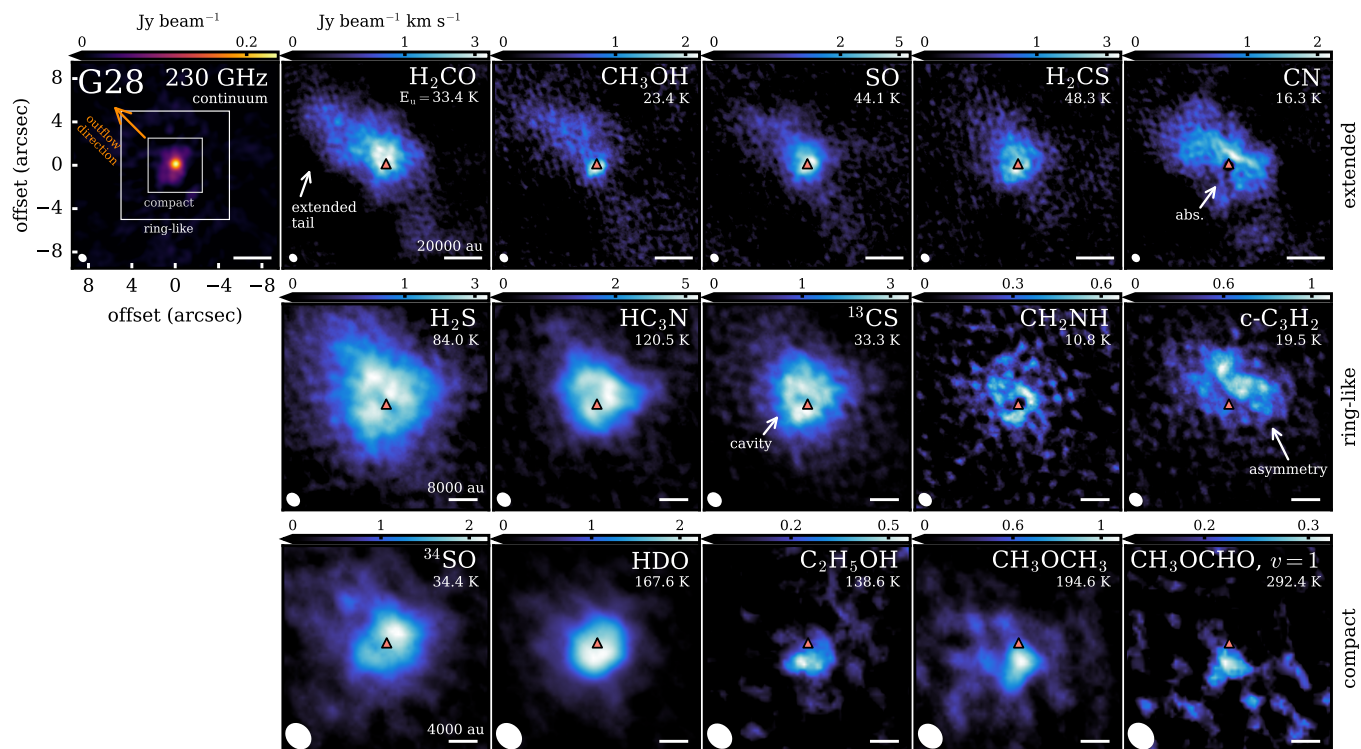 Jy beam⁻¹
Jy beam⁻¹ km s⁻¹
0 0.2
0 1 3
0 1 2
0 2 5
0 1 3
0 1 2
G28
230 GHz
continuum
outflow
direction
compact
ring-like
H₂CO
Eᵤ = 33.4 K
extended
tail
20000 au
CH₃OH
23.4 K
SO
44.1 K
H₂CS
48.3 K
CN
16.3 K
abs.
extended
offset (arcsec)
8
4
0
−4
−8
8 4 0 −4 −8
offset (arcsec)
0 1 3
0 2 5
0 1 3
0 0.3 0.6
0.6 1
H₂S
84.0 K
8000 au
HC₃N
120.5 K
¹³CS
33.3 K
cavity
CH₂NH
10.8 K
c-C₃H₂
19.5 K
asymmetry
ring-like
0 1 2
0 1 2
0.2 0.5
0 0.6 1
0.2 0.3
³⁴SO
34.4 K
4000 au
HDO
167.6 K
C₂H₅OH
138.6 K
CH₃OCH₃
194.6 K
CH₃OCHO, v = 1
292.4 K
compact